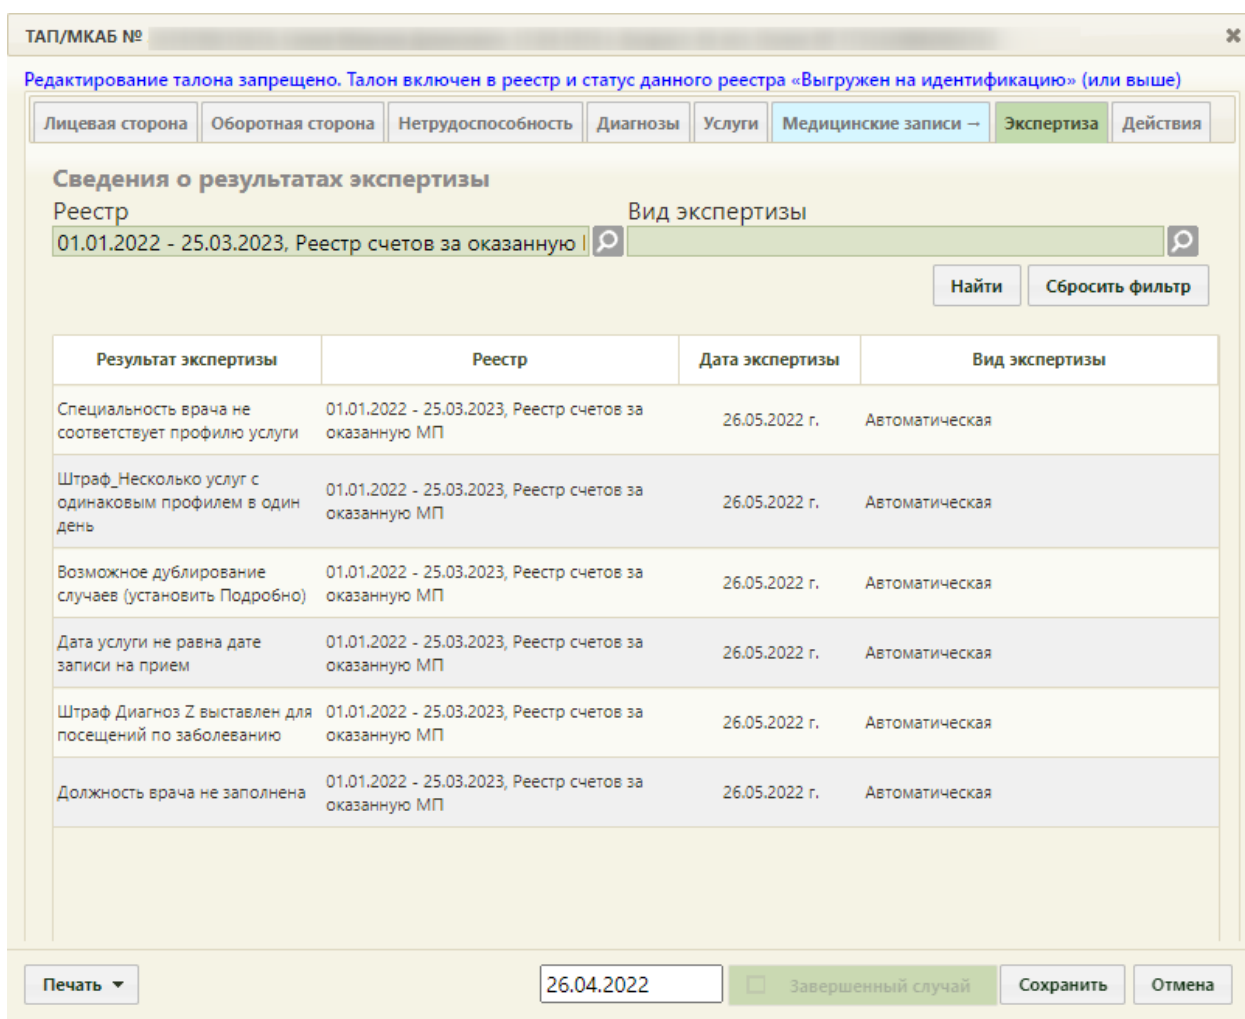 ТАП/МКАБ №
Редактирование талона запрещено. Талон включен в реестр и статус данного реестра «Выгружен на идентификацию» (или выше)
Лицевая сторона Оборотная сторона Нетрудоспособность Диагнозы Услуги Медицинские записи → Экспертиза Действия
Сведения о результатах экспертизы
Реестр Вид экспертизы
01.01.2022 - 25.03.2023, Реестр счетов за оказанную
Найти Сбросить фильтр
Результат экспертизы Реестр Дата экспертизы Вид экспертизы
Специальность врача не
соответствует профилю услуги
01.01.2022 - 25.03.2023, Реестр счетов за
оказанную МП
26.05.2022 г.
Автоматическая
Штраф_Несколько услуг с
одинаковым профилем в один
день
01.01.2022 - 25.03.2023, Реестр счетов за
оказанную МП
26.05.2022 г.
Автоматическая
Возможное дублирование
случаев (установить Подробно)
01.01.2022 - 25.03.2023, Реестр счетов за
оказанную МП
26.05.2022 г.
Автоматическая
Дата услуги не равна дате
записи на прием
01.01.2022 - 25.03.2023, Реестр счетов за
оказанную МП
26.05.2022 г.
Автоматическая
Штраф Диагноз Z выставлен для
посещений по заболеванию
01.01.2022 - 25.03.2023, Реестр счетов за
оказанную МП
26.05.2022 г.
Автоматическая
Должность врача не заполнена
01.01.2022 - 25.03.2023, Реестр счетов за
оказанную МП
26.05.2022 г.
Автоматическая
Печать 26.04.2022 Завершенный случай Сохранить Отмена